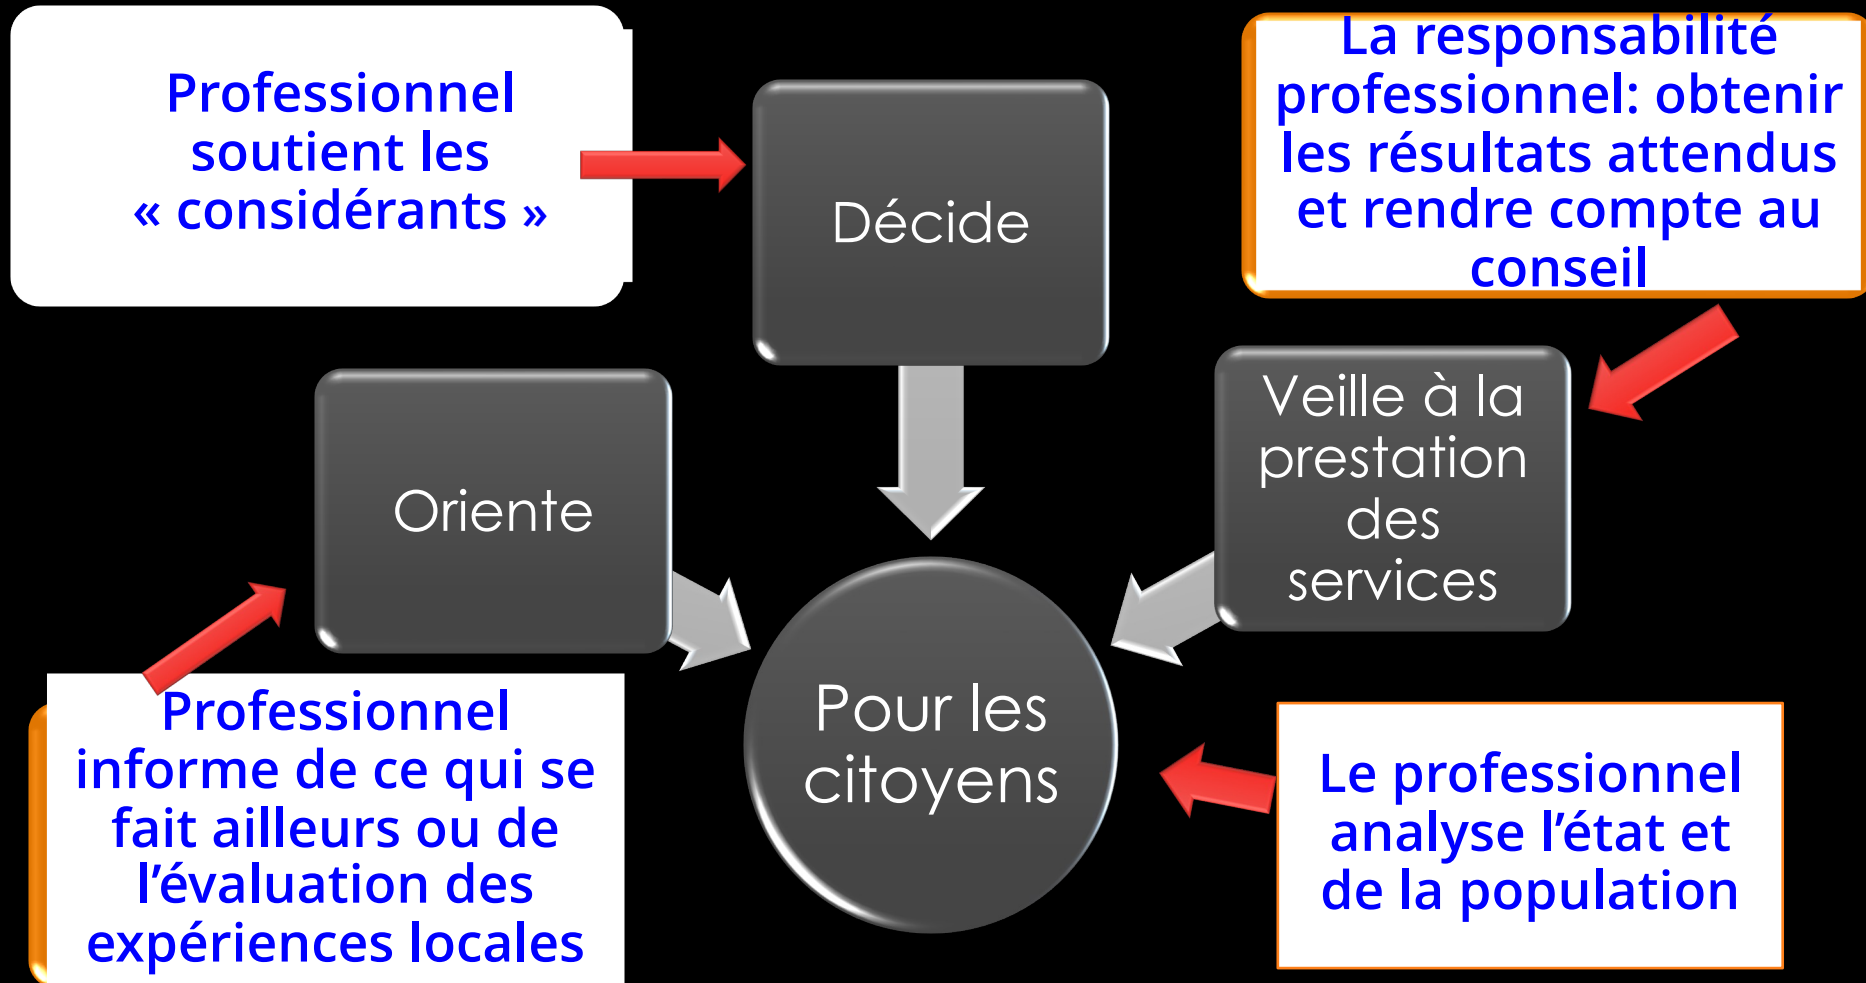 Professionnel
soutient les
« considérants »
Décide
La responsabilité
professionnel: obtenir
les résultats attendus
et rendre compte au
conseil
Oriente
Veille à la
prestation
des
services
Pour les
citoyens
Professionnel
informe de ce qui se
fait ailleurs ou de
l’évaluation des
expériences locales
Le professionnel
analyse l’état et
de la population